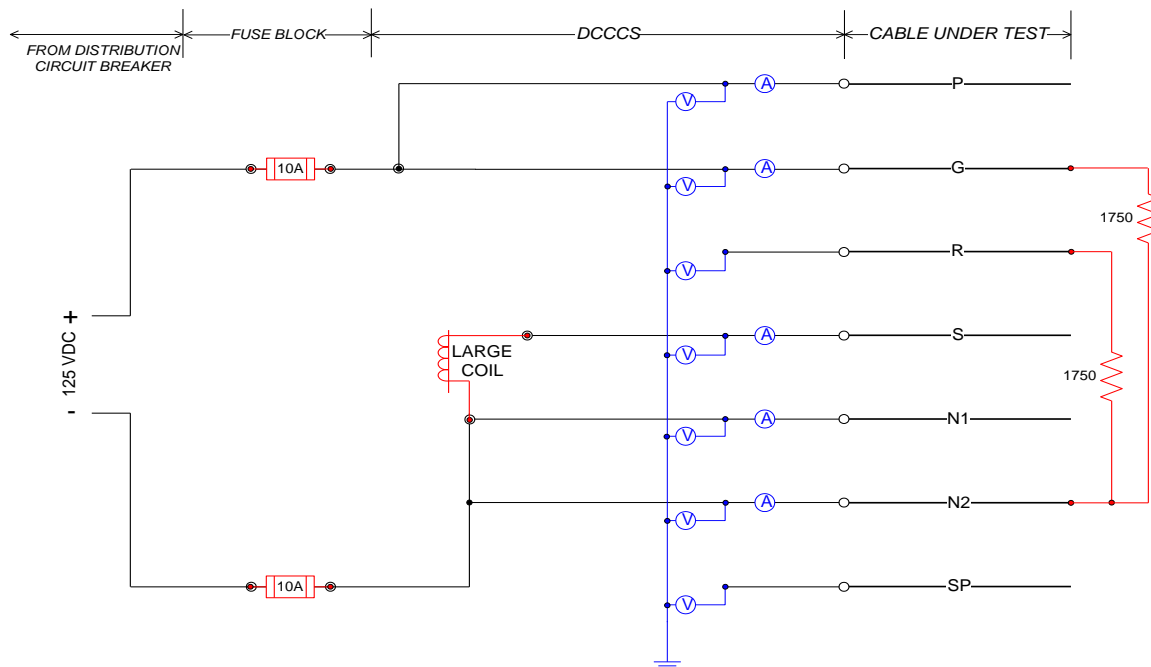 FROM DISTRIBUTION
CIRCUIT BREAKER
FUSE BLOCK
DCCCS
CABLE UNDER TEST
A
P
V
10A
A
G
V
1750
R
V
125 VDC
+
-
LARGE
COIL
A
S
V
1750
A
N1
V
A
N2
V
10A
SP
V